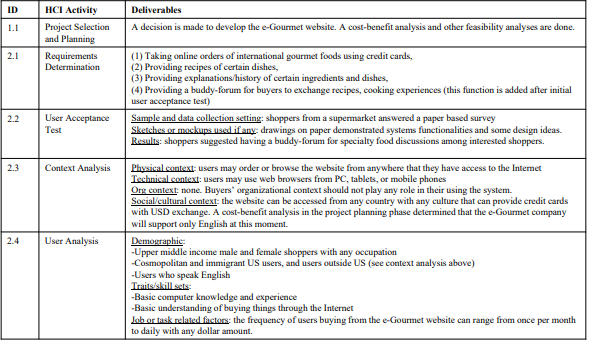 ID HCI Activity Deliverables
1.1 Project Selection and Planning A decision is made to develop the e-Gourmet website. A cost-benefit analysis and other feasibility analyses are done.
2.1 Requirements Determination (1) Taking online orders of international gourmet foods using credit cards,
(2) Providing recipes of certain dishes,
(3) Providing explanations/history of certain ingredients and dishes,
(4) Providing a buddy-forum for buyers to exchange recipes, cooking experiences (this function is added after initial
user acceptance test)
2.2 User Acceptance Test Sample and data collection setting: shoppers from a supermarket answered a paper based survey
Sketches or mockups used if any: drawings on paper demonstrated systems functionalities and some design ideas.
Results: shoppers suggested having a buddy-forum for specialty food discussions among interested shoppers.
2.3 Context Analysis Physical context: users may order or browse the website from anywhere that they have access to the Internet
Technical context: users may use web browsers from PC, tablets, or mobile phones
Org context: none. Buyers' organizational context should not play any role in their using the system.
Social/cultural context: the website can be accessed from any country with any culture that can provide credit cards
with USD exchange. A cost-benefit analysis in the project planning phase determined that the e-Gourmet company
will support only English at this moment.
2.4 User Analysis Demographic:
-Upper middle income male and female shoppers with any occupation
-Cosmopolitan and immigrant US users, and users outside US (see context analysis above)
-Users who speak English
Traits/skill sets:
-Basic computer knowledge and experience
-Basic understanding of buying things through the Internet
Job or task related factors: the frequency of users buying from the e-Gourmet website can range from once per month
to daily with any dollar amount.